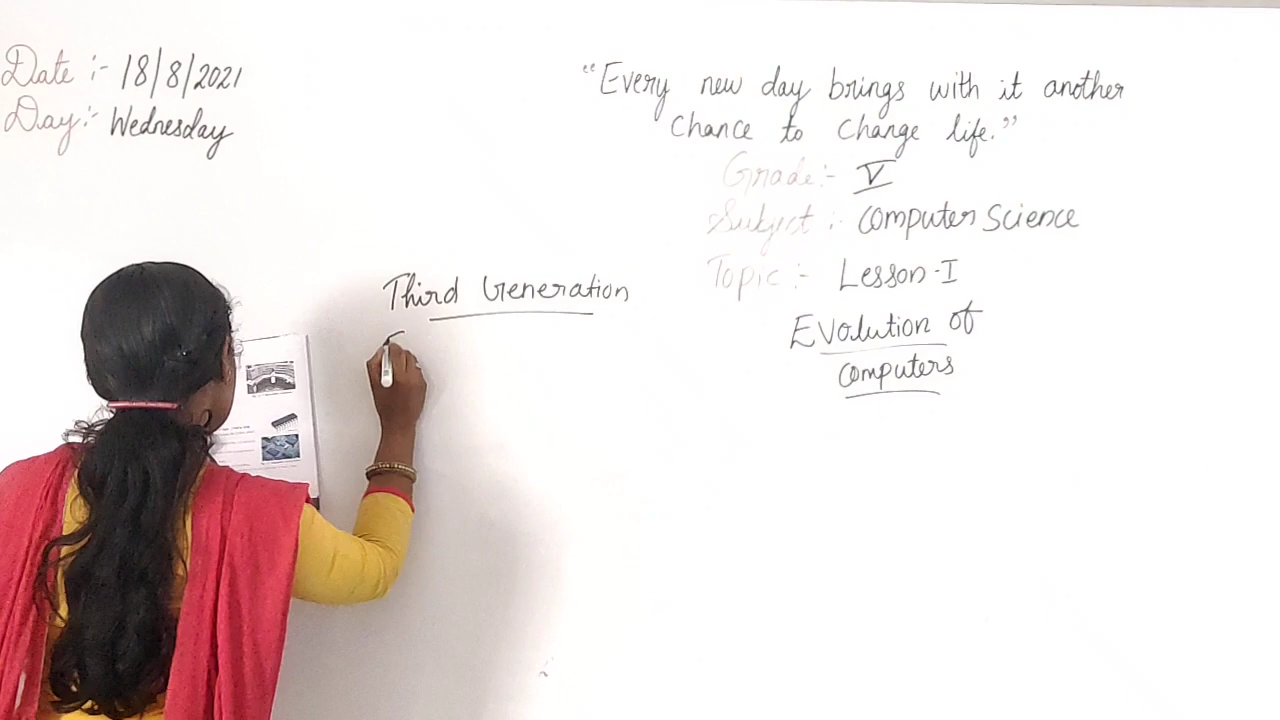 Date :- 18/8/2021
Day:- Wednesday
"Every new day brings with it another
chance to change life."
Grade:- V
Subject :- Computer Science
Topic :- Lesson-I
Evolution of
Computers
Third Generation